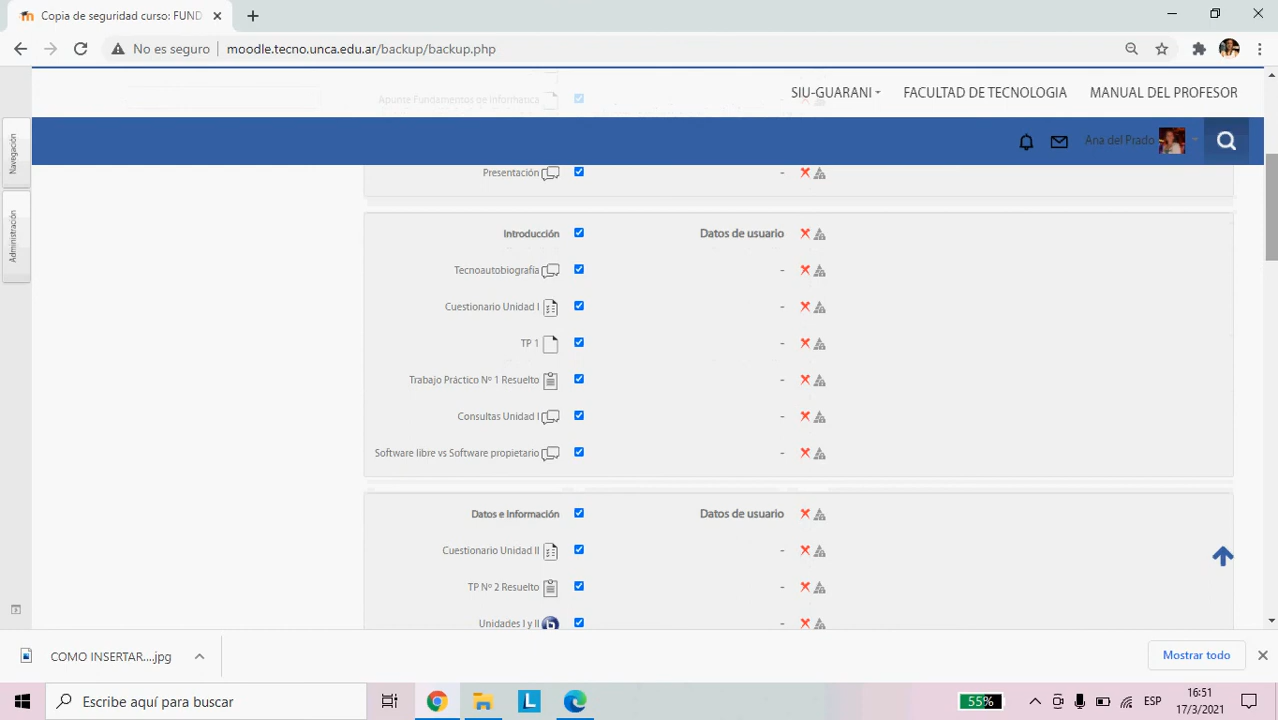 Copia de seguridad curso: FUND
No es seguro
moodle.tecno.unca.edu.ar/backup/backup.php
Apunte Fundamentos de informatica
SIU-GUARANI
FACULTAD DE TECNOLOGIA
MANUAL DEL PROFESOR
Navegación
Administración
Ana del Prado
Presentación
-
Introducción
Datos de usuario
Tecnoautobiografía
-
Cuestionario Unidad I
-
TP 1
-
Trabajo Práctico Nº 1 Resuelto
-
Consultas Unidad I
-
Software libre vs Software propietario
-
Datos e Información
Datos de usuario
Cuestionario Unidad II
-
TP Nº 2 Resuelto
-
Unidades I y II
-
COMO INSERTAR....jpg
Mostrar todo
Escribe aquí para buscar
L
55%
ESP
16:51
17/3/2021